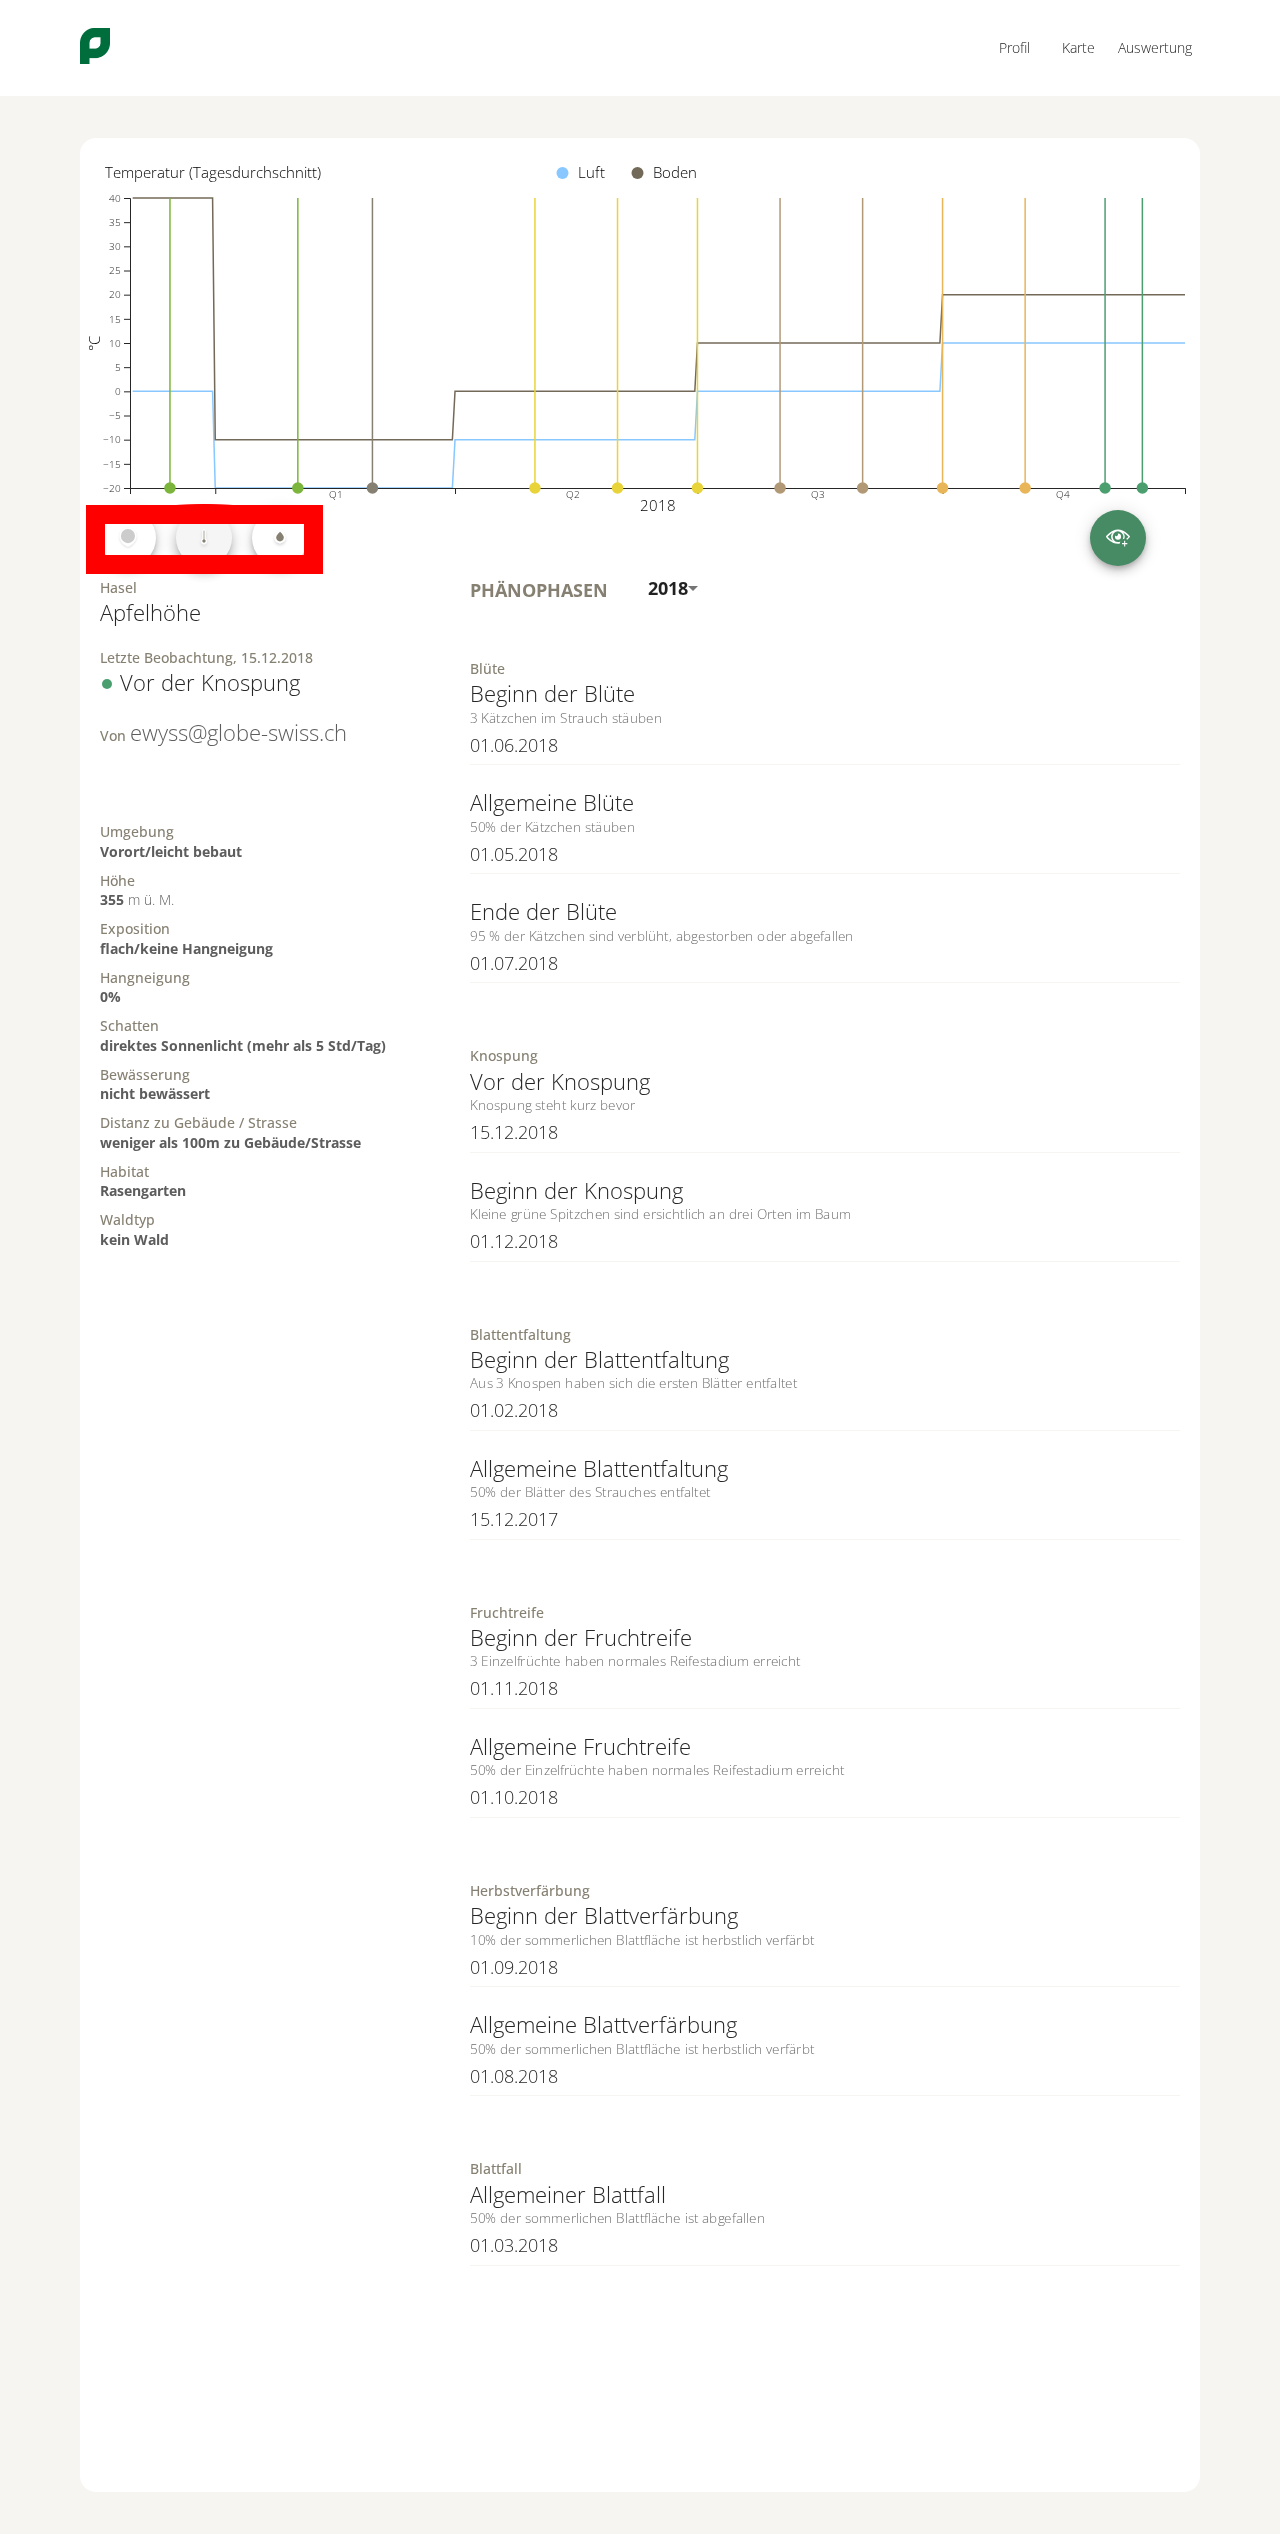 Profil Karte Auswertung
Temperatur (Tagesdurchschnitt) Luft Boden
40
35
30
25
20
15
10
5
0
−5
−10
−15
−20
°C
Q1 Q2 Q3 Q4
2018
Hasel
Apfelhöhe
Letzte Beobachtung, 15.12.2018
Vor der Knospung
Von ewyss@globe-swiss.ch
Umgebung
Vorort/leicht bebaut
Höhe
355 m ü. M.
Exposition
flach/keine Hangneigung
Hangneigung
0%
Schatten
direktes Sonnenlicht (mehr als 5 Std/Tag)
Bewässerung
nicht bewässert
Distanz zu Gebäude / Strasse
weniger als 100m zu Gebäude/Strasse
Habitat
Rasengarten
Waldtyp
kein Wald
PHÄNOPHASEN 2018
Blüte
Beginn der Blüte
3 Kätzchen im Strauch stäuben
01.06.2018
Allgemeine Blüte
50% der Kätzchen stäuben
01.05.2018
Ende der Blüte
95 % der Kätzchen sind verblüht, abgestorben oder abgefallen
01.07.2018
Knospung
Vor der Knospung
Knospung steht kurz bevor
15.12.2018
Beginn der Knospung
Kleine grüne Spitzchen sind ersichtlich an drei Orten im Baum
01.12.2018
Blattentfaltung
Beginn der Blattentfaltung
Aus 3 Knospen haben sich die ersten Blätter entfaltet
01.02.2018
Allgemeine Blattentfaltung
50% der Blätter des Strauches entfaltet
15.12.2017
Fruchtreife
Beginn der Fruchtreife
3 Einzelfrüchte haben normales Reifestadium erreicht
01.11.2018
Allgemeine Fruchtreife
50% der Einzelfrüchte haben normales Reifestadium erreicht
01.10.2018
Herbstverfärbung
Beginn der Blattverfärbung
10% der sommerlichen Blattfläche ist herbstlich verfärbt
01.09.2018
Allgemeine Blattverfärbung
50% der sommerlichen Blattfläche ist herbstlich verfärbt
01.08.2018
Blattfall
Allgemeiner Blattfall
50% der sommerlichen Blattfläche ist abgefallen
01.03.2018